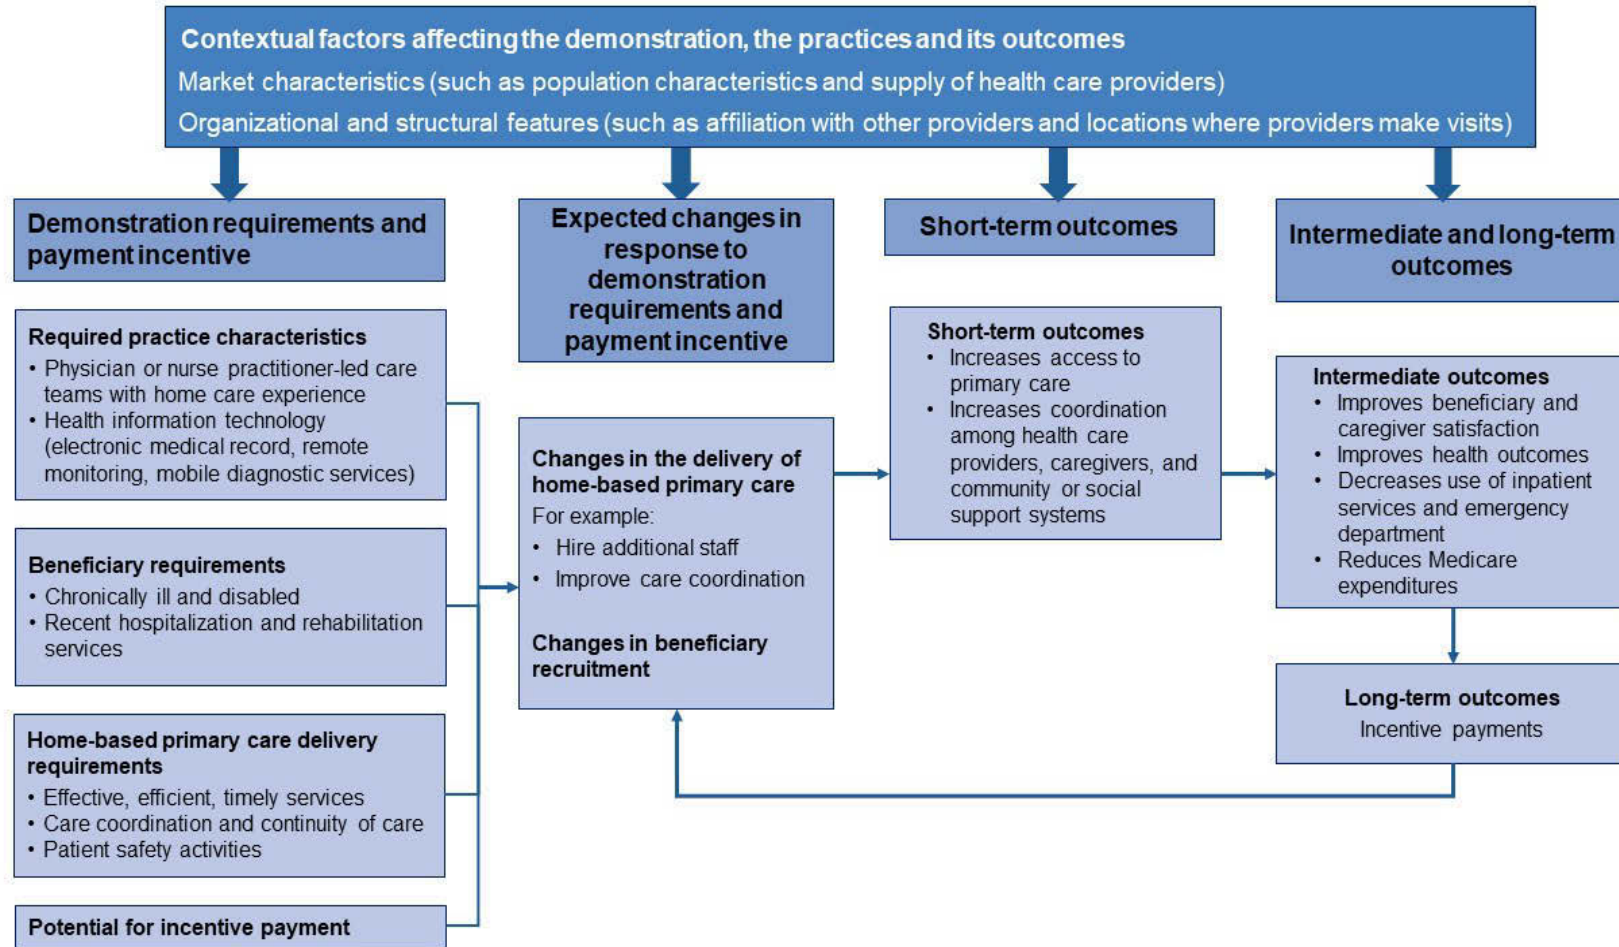 Contextual factors affecting the demonstration, the practices and its outcomes
Market characteristics (such as population characteristics and supply of health care providers)
Organizational and structural features (such as affiliation with other providers and locations where providers make visits)
Demonstration requirements and
payment incentive
Required practice characteristics
• Physician or nurse practitioner-led care
teams with home care experience
• Health information technology
(electronic medical record, remote
monitoring, mobile diagnostic services)
Beneficiary requirements
• Chronically ill and disabled
• Recent hospitalization and rehabilitation
services
Home-based primary care delivery
requirements
• Effective, efficient, timely services
• Care coordination and continuity of care
• Patient safety activities
Potential for incentive payment
Expected changes in
response to
demonstration
requirements and
payment incentive
Changes in the delivery of
home-based primary care
For example:
• Hire additional staff
• Improve care coordination
Changes in beneficiary
recruitment
Short-term outcomes
Short-term outcomes
• Increases access to
primary care
• Increases coordination
among health care
providers, caregivers, and
community or social
support systems
Intermediate and long-term
outcomes
Intermediate outcomes
• Improves beneficiary and
caregiver satisfaction
• Improves health outcomes
• Decreases use of inpatient
services and emergency
department
• Reduces Medicare
expenditures
Long-term outcomes
Incentive payments